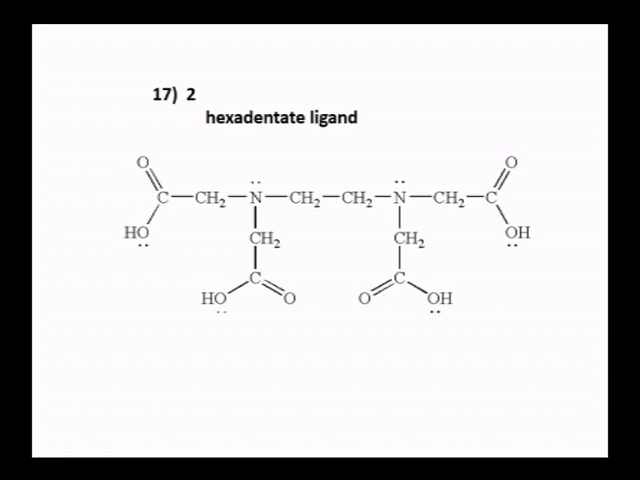 17) 2
hexadentate ligand
O O
C—CH₂—N—CH₂—CH₂—N—CH₂—C
HO CH₂ CH₂ OH
C C
HO O O OH